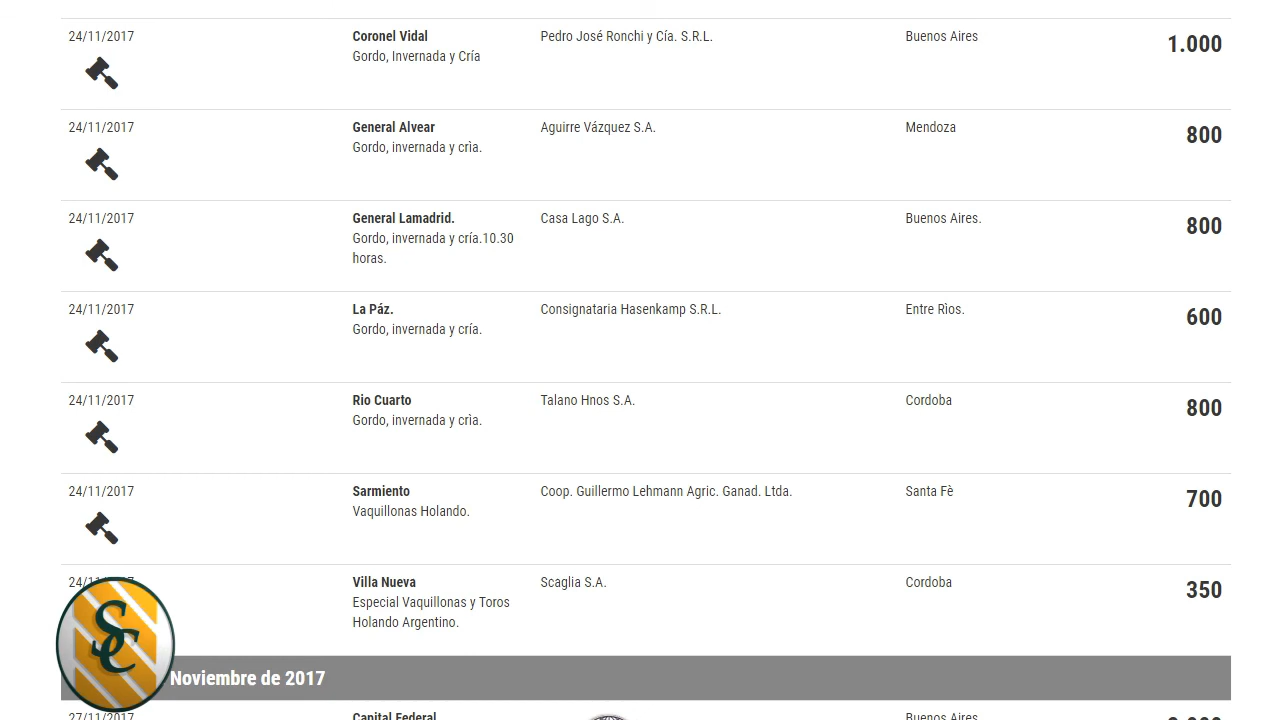 24/11/2017 Coronel Vidal Pedro José Ronchi y Cía. S.R.L. Buenos Aires 1.000
Gordo, Invernada y Cría
24/11/2017 General Alvear Aguirre Vázquez S.A. Mendoza 800
Gordo, invernada y crìa.
24/11/2017 General Lamadrid. Casa Lago S.A. Buenos Aires. 800
Gordo, invernada y cría.10.30
horas.
24/11/2017 La Páz. Consignataria Hasenkamp S.R.L. Entre Rìos. 600
Gordo, invernada y cría.
24/11/2017 Rio Cuarto Talano Hnos S.A. Cordoba 800
Gordo, invernada y crìa.
24/11/2017 Sarmiento Coop. Guillermo Lehmann Agric. Ganad. Ltda. Santa Fè 700
Vaquillonas Holando.
Villa Nueva Scaglia S.A. Cordoba 350
Especial Vaquillonas y Toros
Holando Argentino.
SC
Noviembre de 2017
27/11/2017 Capital Federal Buenos Aires